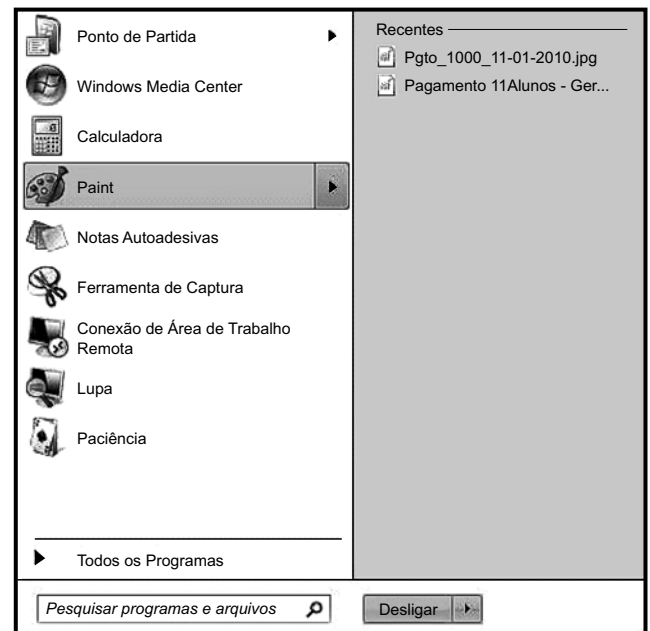 Ponto de Partida
Windows Media Center
Calculadora
Paint
Notas Autoadesivas
Ferramenta de Captura
Conexão de Área de Trabalho
Remota
Lupa
Paciência
Todos os Programas
Pesquisar programas e arquivos
Recentes
Pgto_1000_11-01-2010.jpg
Pagamento 11Alunos - Ger...
Desligar